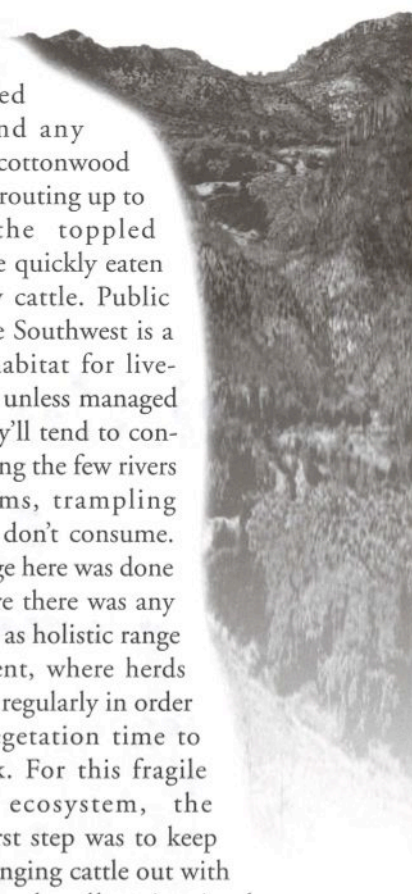 ed
nd any
cottonwood
routing up to
the toppled
e quickly eaten
y cattle. Public
e Southwest is a
abitat for live-
unless managed
y'll tend to con-
ng the few rivers
ms, trampling
don't consume.
ge here was done
re there was any
as holistic range
ent, where herds
regularly in order
egetation time to
k. For this fragile
ecosystem, the
rst step was to keep
nging cattle out with